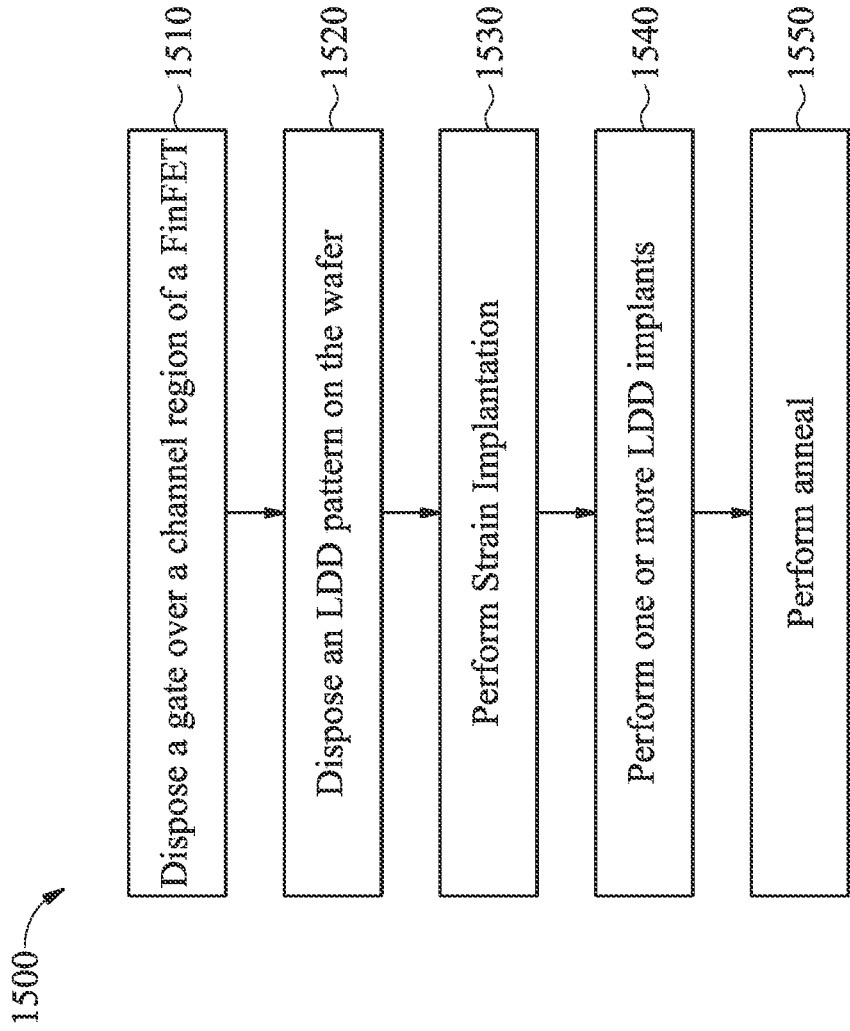 1500
Dispose a gate over a channel region of a FinFET
1510
Dispose an LDD pattern on the wafer
1520
Perform Strain Implantation
1530
Perform one or more LDD implants
1540
Perform anneal
1550